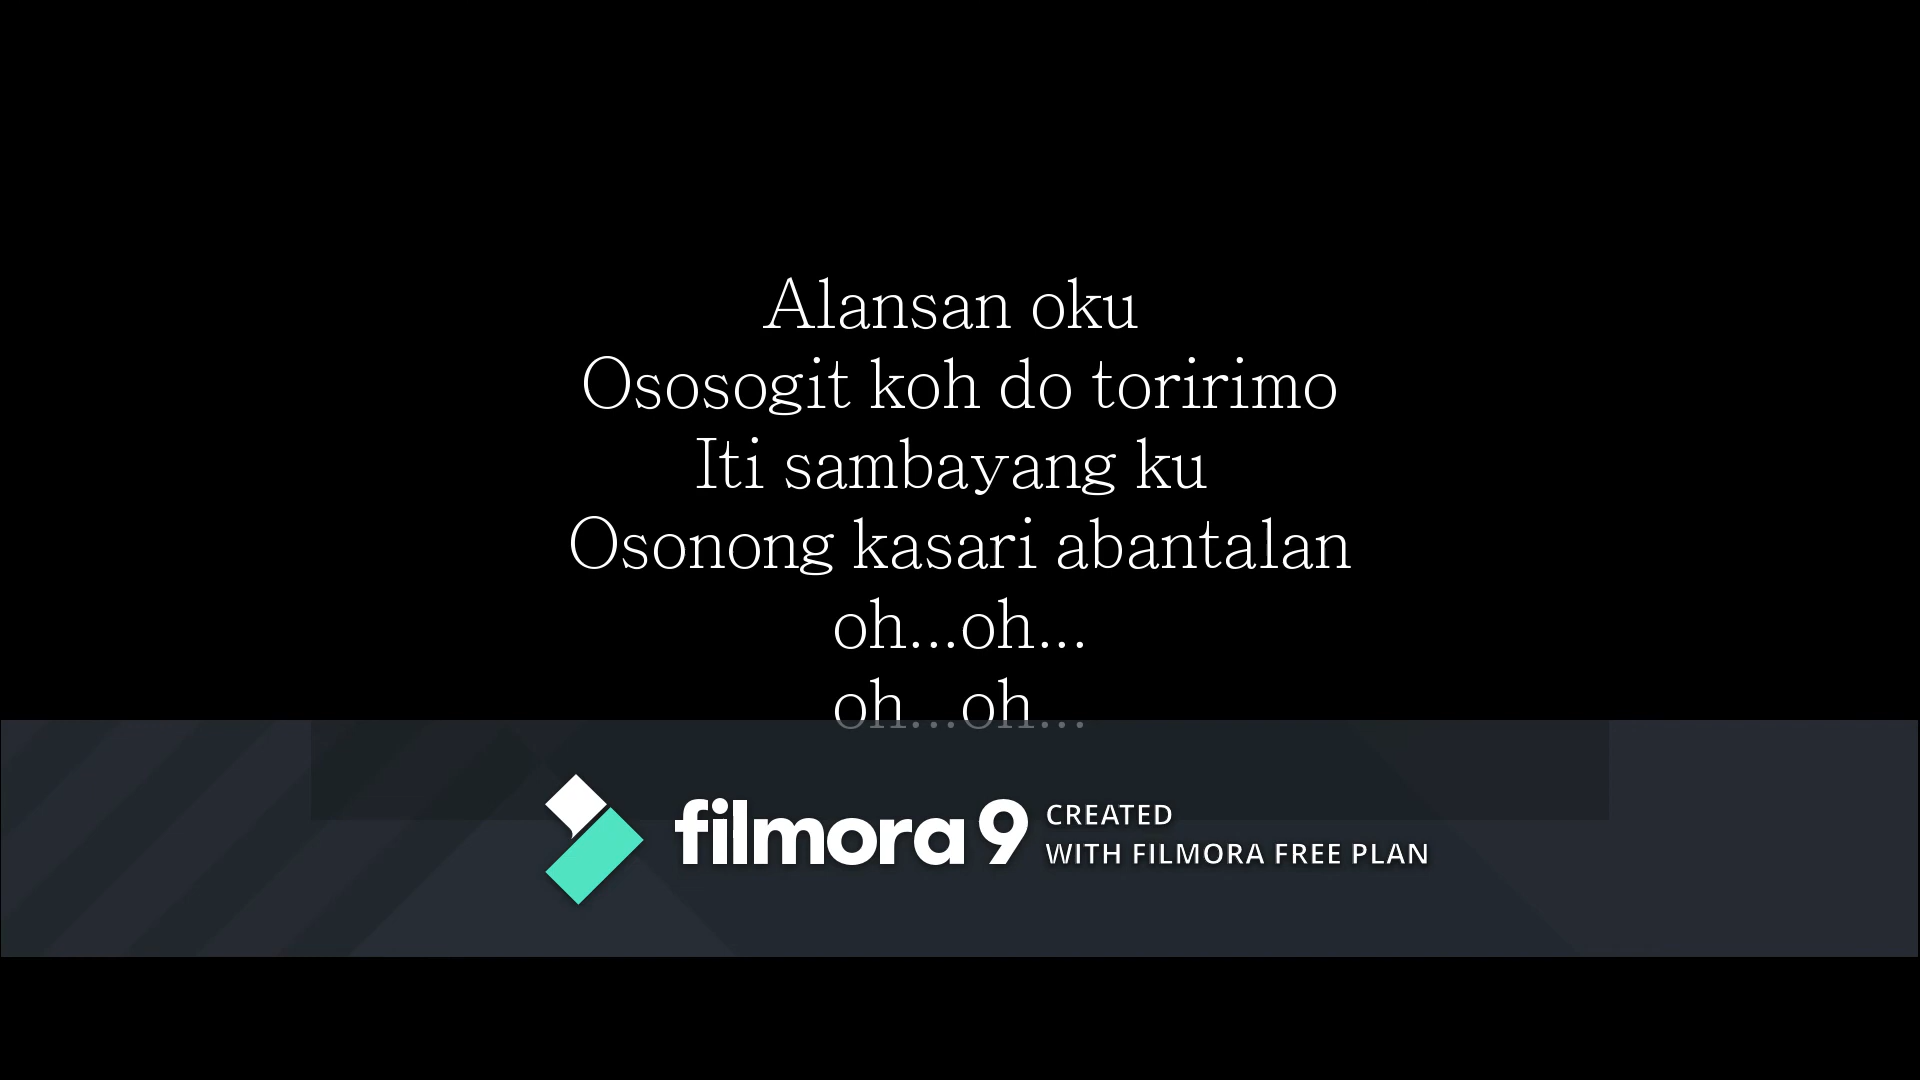 Alansan oku
Ososogit koh do toririmo
Iti sambayang ku
Osonong kasari abantalan
oh...oh...
oh...oh...
filmora 9 CREATED
WITH FILMORA FREE PLAN